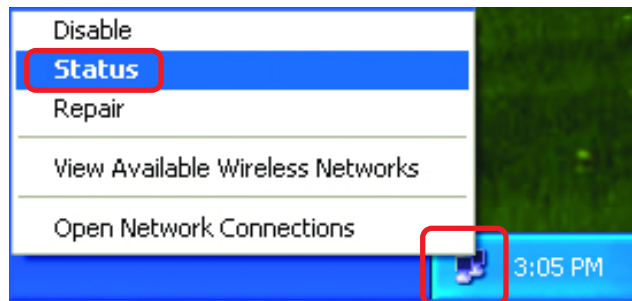 Disable
Status
Repair
View Available Wireless Networks
Open Network Connections
3:05 PM